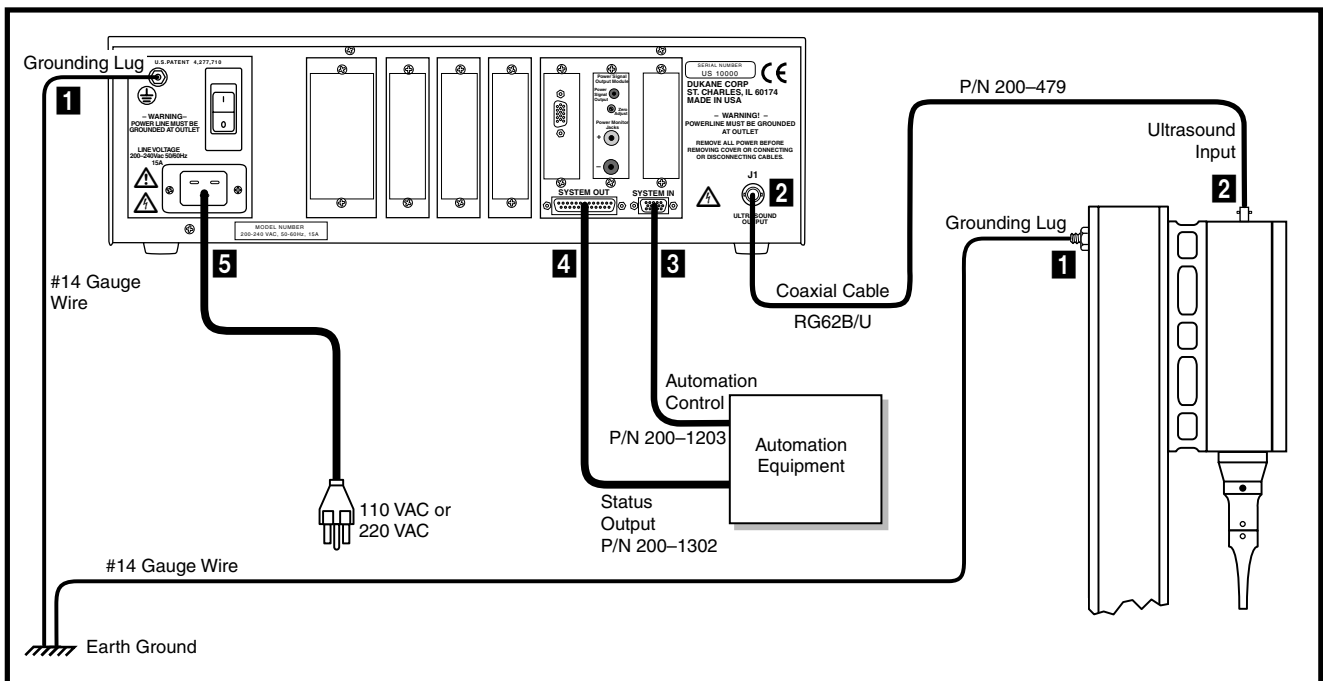 Grounding Lug
1
U.S.PATENT 4,277,710
I
0
– WARNING–
POWER LINE MUST BE
GROUNDED AT OUTLET
LINE VOLTAGE
200–240Vac 50/60Hz
15A
MODEL NUMBER
200-240 VAC, 50-60Hz, 15A
Power Signal
Output Module
Power
Signal
Output
Zero
Adjust
Power Monitor
Jacks
+
–
SYSTEM OUT
SYSTEM IN
SERIAL NUMBER
US 10000
CE
DUKANE CORP
ST. CHARLES, IL 60174
MADE IN USA
– WARNING! –
POWERLINE MUST BE GROUNDED
AT OUTLET
REMOVE ALL POWER BEFORE
REMOVING COVER OR CONNECTING
OR DISCONNECTING CABLES.
J1
2
ULTRASOUND
OUTPUT
P/N 200–479
Ultrasound
Input
2
Grounding Lug
1
5
4
3
#14 Gauge
Wire
Coaxial Cable
RG62B/U
Automation
Control
P/N 200–1203
Automation
Equipment
Status
Output
P/N 200–1302
110 VAC or
220 VAC
#14 Gauge Wire
Earth Ground